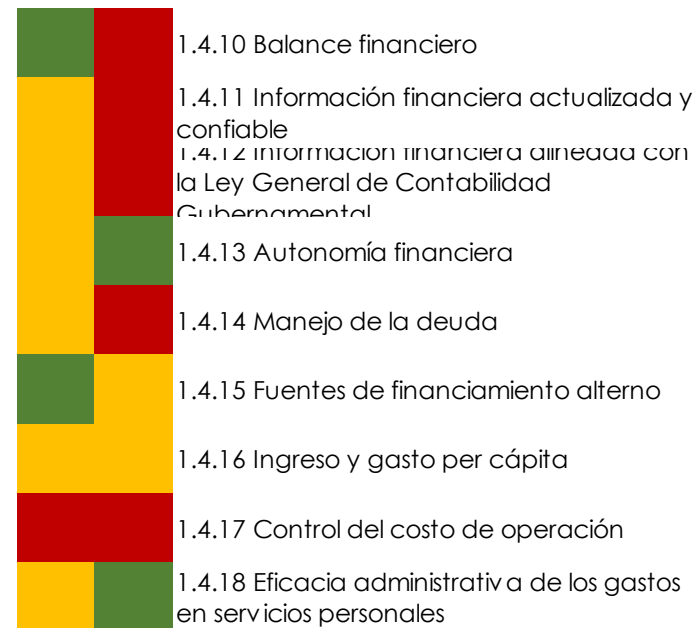 1.4.10 Balance financiero
1.4.11 Información financiera actualizada y
confiable
1.4.12 Información financiera alineada con
la Ley General de Contabilidad
Gubernamental
1.4.13 Autonomía financiera
1.4.14 Manejo de la deuda
1.4.15 Fuentes de financiamiento alterno
1.4.16 Ingreso y gasto per cápita
1.4.17 Control del costo de operación
1.4.18 Eficacia administrativa de los gastos
en servicios personales